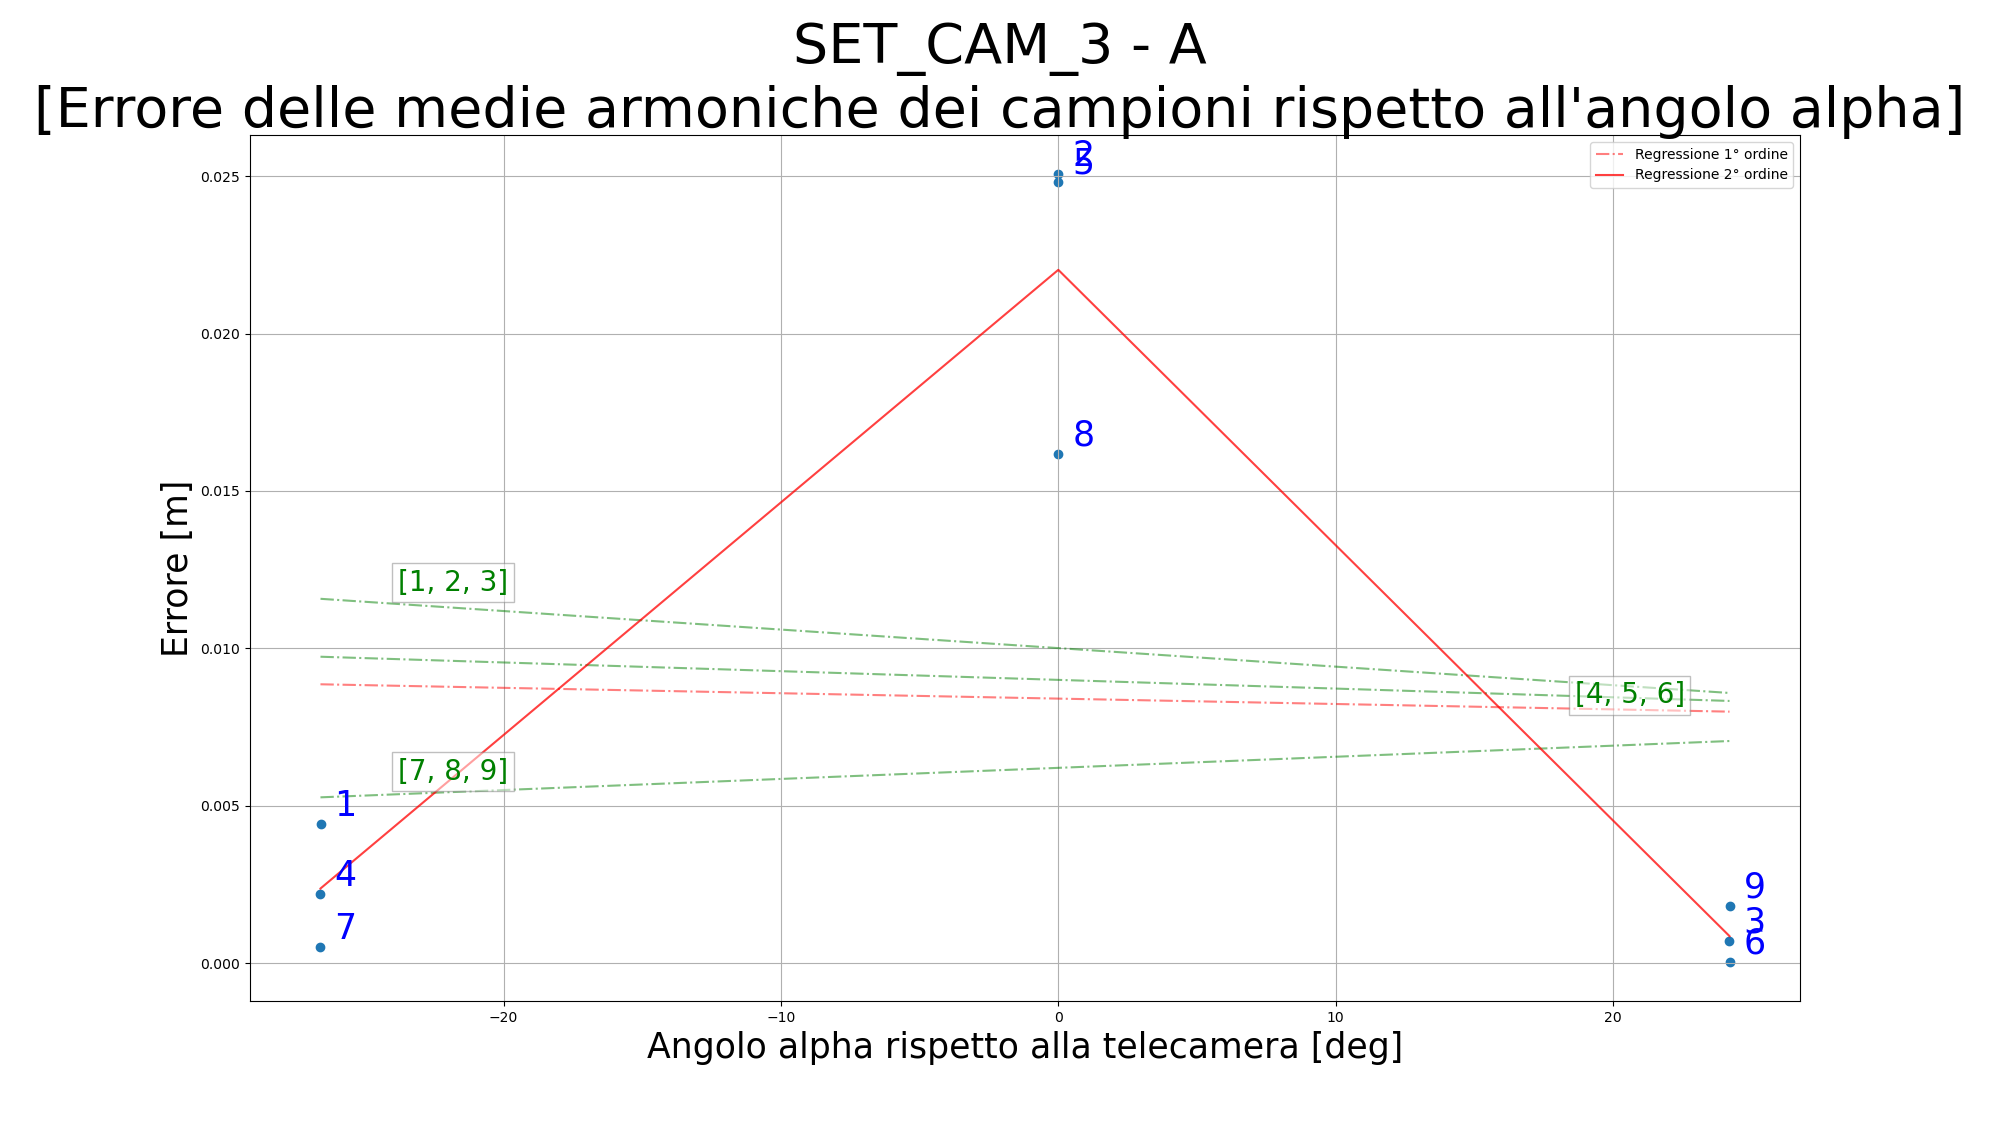 SET_CAM_3 - A
[Errore delle medie armoniche dei campioni rispetto all'angolo alpha]
Regressione 1° ordine
Regressione 2° ordine
0.025
0.020
0.015
0.010
0.005
0.000
Errore [m]
2
5
8
[1, 2, 3]
[4, 5, 6]
[7, 8, 9]
1
4
7
9
3
6
−20
−10
0
10
20
Angolo alpha rispetto alla telecamera [deg]